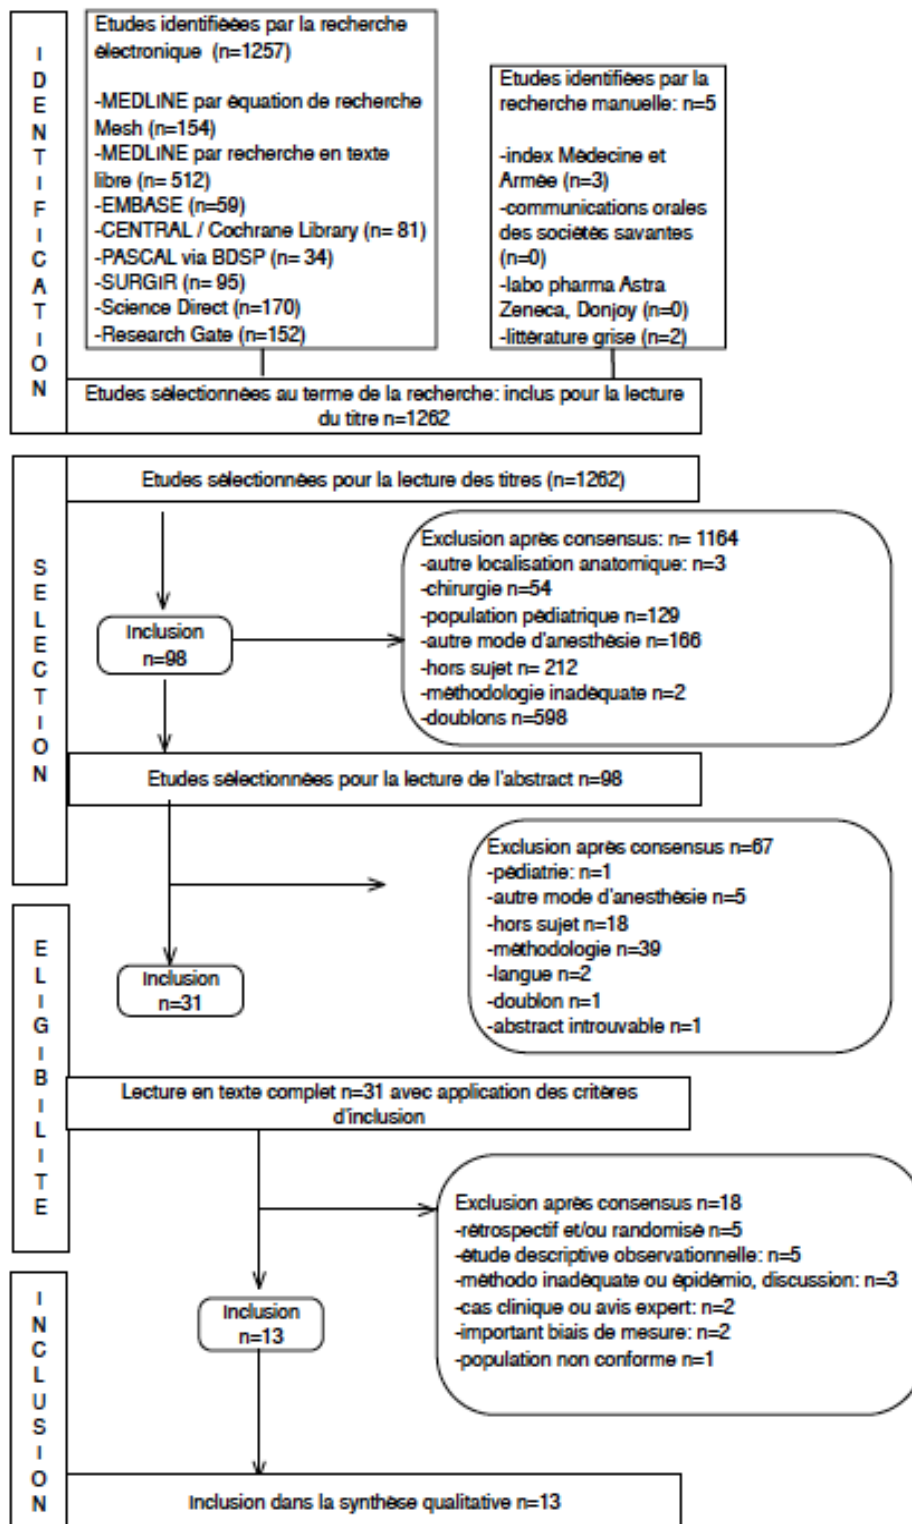 IDENTIFICATION
Etudes identifiéées par la recherche
électronique (n=1257)
-MEDLINE par équation de recherche
Mesh (n=154)
-MEDLINE par recherche en texte
libre (n= 512)
-EMBASE (n=59)
-CENTRAL / Cochrane Library (n= 81)
-PASCAL via BDSP (n= 34)
-SURGIR (n= 95)
-Science Direct (n=170)
-Research Gate (n=152)
Etudes identifiées par la
recherche manuelle: n=5
-index Médecine et
Armée (n=3)
-communications orales
des sociétés savantes
(n=0)
-labo pharma Astra
Zeneca, Donjoy (n=0)
-littérature grise (n=2)
Etudes sélectionnées au terme de la recherche: inclus pour la lecture
du titre n=1262
SELECTION
Etudes sélectionnées pour la lecture des titres (n=1262)
Inclusion
n=98
Exclusion après consensus: n= 1164
-autre localisation anatomique: n=3
-chirurgie n=54
-population pédiatrique n=129
-autre mode d'anesthésie n=166
-hors sujet n= 212
-méthodologie inadéquate n=2
-doublons n=598
Etudes sélectionnées pour la lecture de l'abstract n=98
Exclusion après consensus n=67
-pédiatrie: n=1
-autre mode d'anesthésie n=5
-hors sujet n=18
-méthodologie n=39
-langue n=2
-doublon n=1
-abstract introuvable n=1
ELIGIBILITE
Inclusion
n=31
Lecture en texte complet n=31 avec application des critères
d'inclusion
Exclusion après consensus n=18
-rétrospectif et/ou randomisé n=5
-étude descriptive observationnelle: n=5
-méthodo inadéquate ou épidémio, discussion: n=3
-cas clinique ou avis expert: n=2
-important biais de mesure: n=2
-population non conforme n=1
INCLUSION
Inclusion
n=13
Inclusion dans la synthèse qualitative n=13